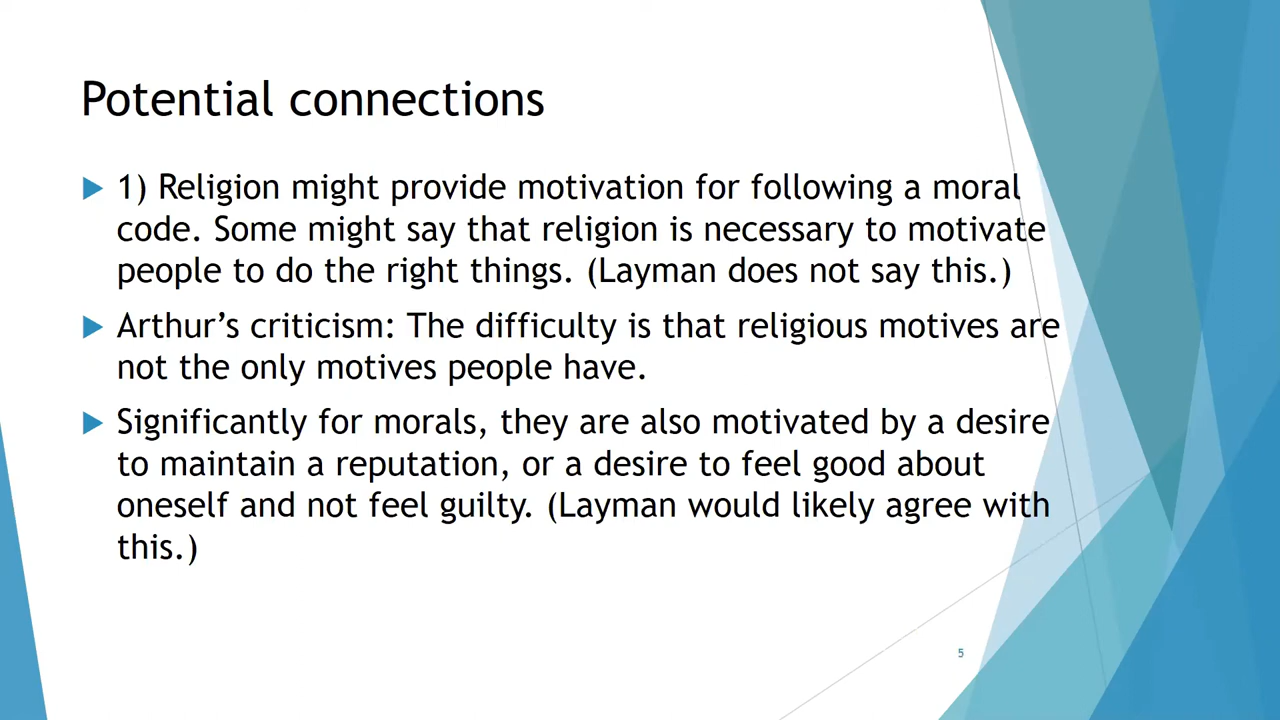 Potential connections
1) Religion might provide motivation for following a moral
code. Some might say that religion is necessary to motivate
people to do the right things. (Layman does not say this.)
Arthur’s criticism: The difficulty is that religious motives are
not the only motives people have.
Significantly for morals, they are also motivated by a desire
to maintain a reputation, or a desire to feel good about
oneself and not feel guilty. (Layman would likely agree with
this.)
5